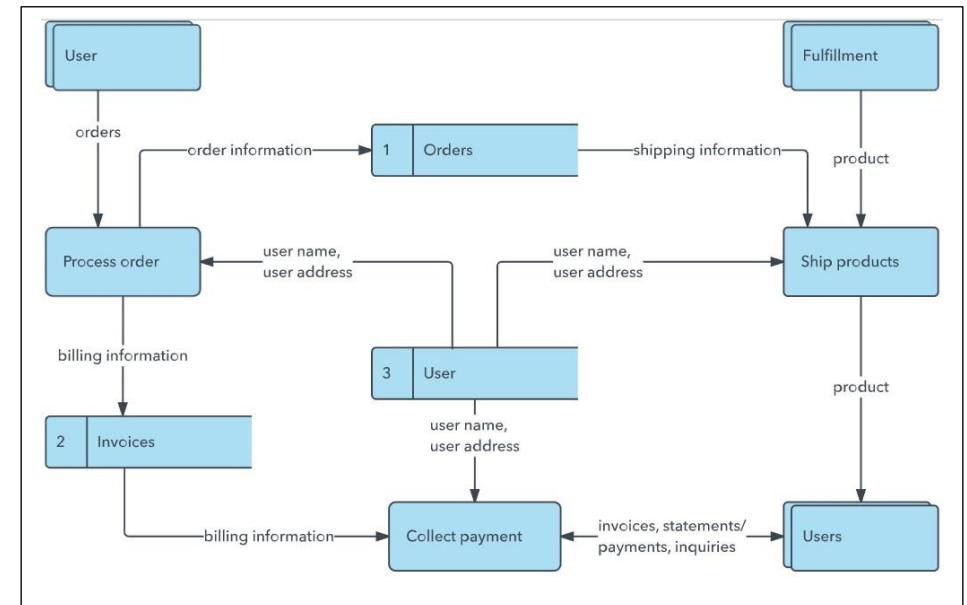 User
Fulfillment
orders
order information
1 Orders
shipping information
product
Process order
user name,
user address
user name,
user address
Ship products
billing information
3 User
product
user name,
user address
2 Invoices
billing information
Collect payment
invoices, statements/
payments, inquiries
Users